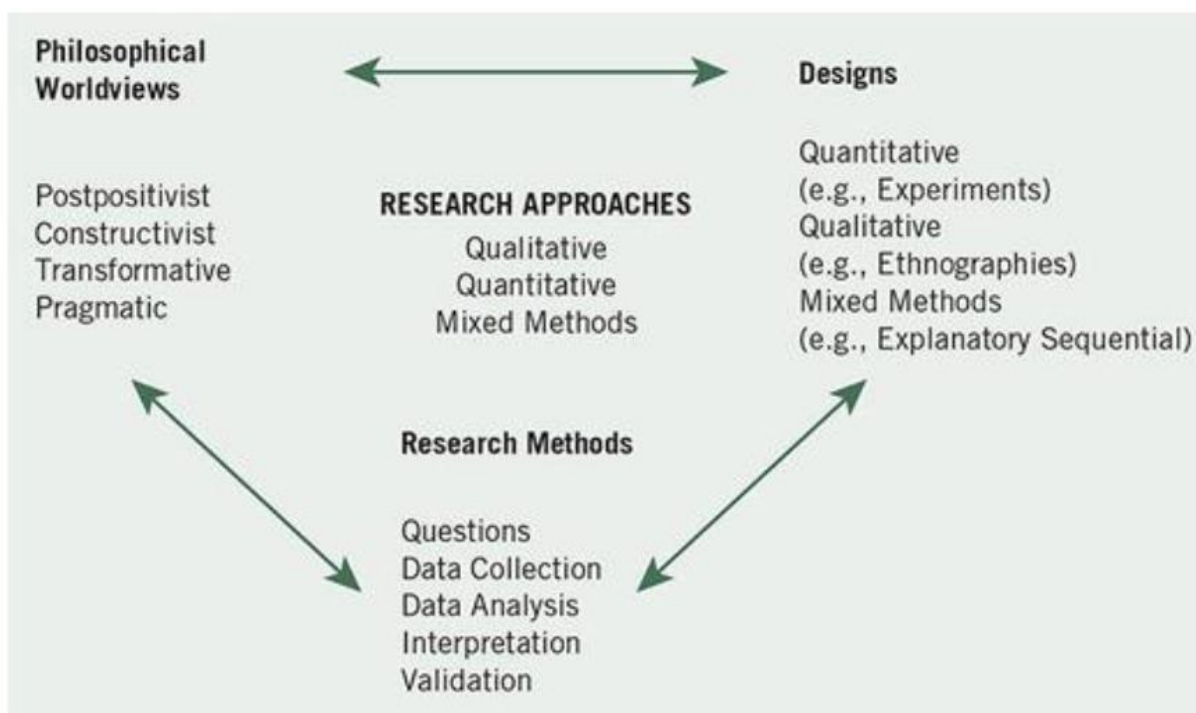 Philosophical
Worldviews
Postpositivist
Constructivist
Transformative
Pragmatic
RESEARCH APPROACHES
Qualitative
Quantitative
Mixed Methods
Designs
Quantitative
(e.g., Experiments)
Qualitative
(e.g., Ethnographies)
Mixed Methods
(e.g., Explanatory Sequential)
Research Methods
Questions
Data Collection
Data Analysis
Interpretation
Validation